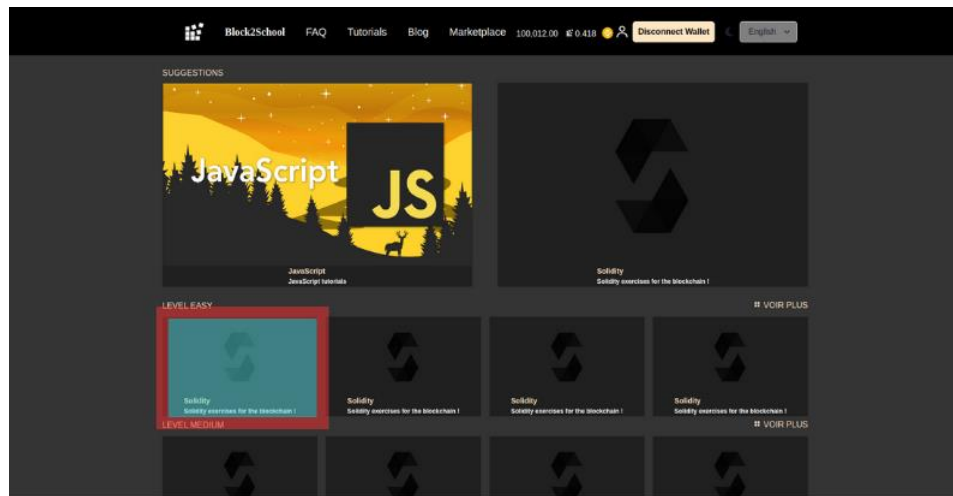 Block2School FAQ Tutorials Blog Marketplace 100,012.00 0.418 Disconnect Wallet English
SUGGESTIONS
JavaScript JS
JavaScript
JavaScript tutorials
Solidity
Solidity exercises for the blockchain !
LEVEL EASY VOIR PLUS
Solidity
Solidity exercises for the blockchain !
Solidity
Solidity exercises for the blockchain !
Solidity
Solidity exercises for the blockchain !
Solidity
Solidity exercises for the blockchain !
LEVEL MEDIUM VOIR PLUS